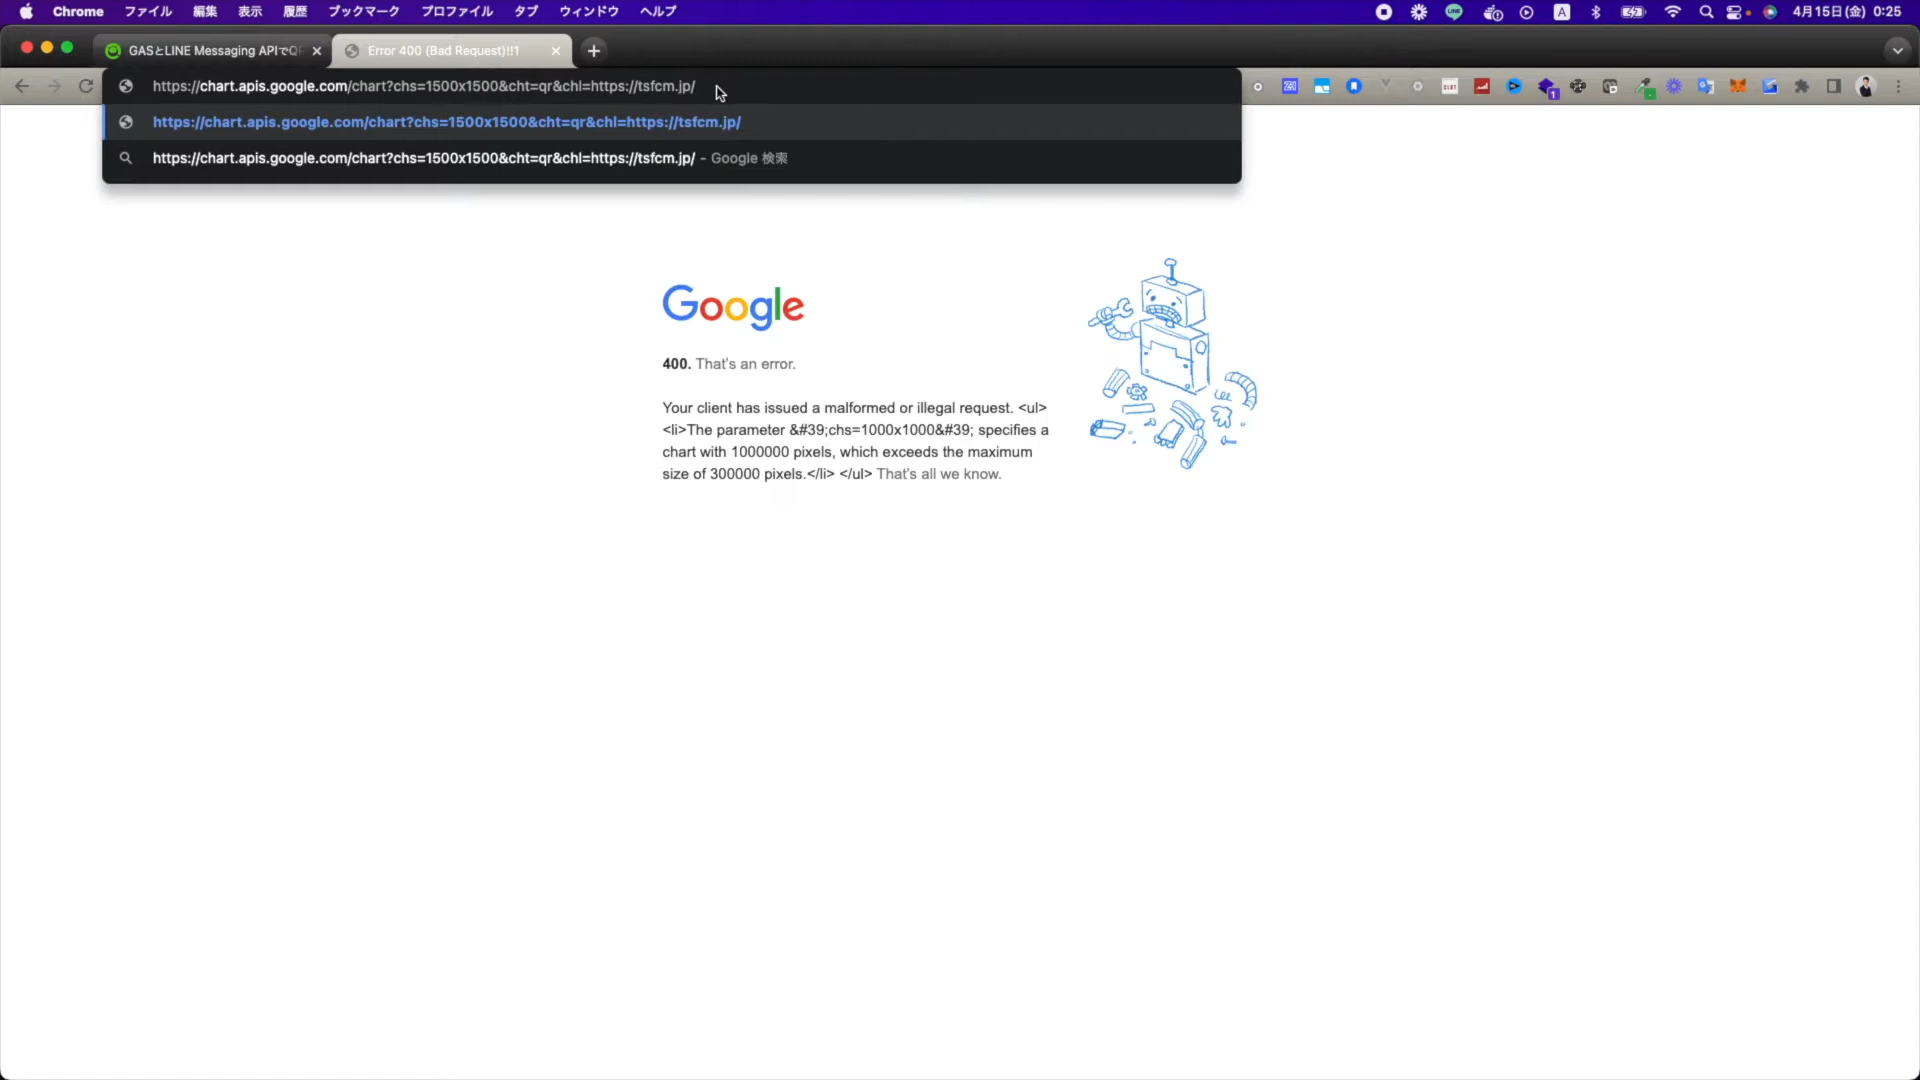 Chrome ファイル 編集 表示 履歴 ブックマーク プロファイル タブ ウィンドウ ヘルプ
LINE A 4月15日(金) 0:25
GASとLINE Messaging APIでQ
Error 400 (Bad Request)!!1
https://chart.apis.google.com/chart?chs=1500x1500&cht=qr&chl=https://tsfcm.jp/
https://chart.apis.google.com/chart?chs=1500x1500&cht=qr&chl=https://tsfcm.jp/
https://chart.apis.google.com/chart?chs=1500x1500&cht=qr&chl=https://tsfcm.jp/ - Google 検索
1
Google
400. That's an error.
Your client has issued a malformed or illegal request. <ul>
<li>The parameter &#39;chs=1000x1000&#39; specifies a
chart with 1000000 pixels, which exceeds the maximum
size of 300000 pixels.</li> </ul> That's all we know.